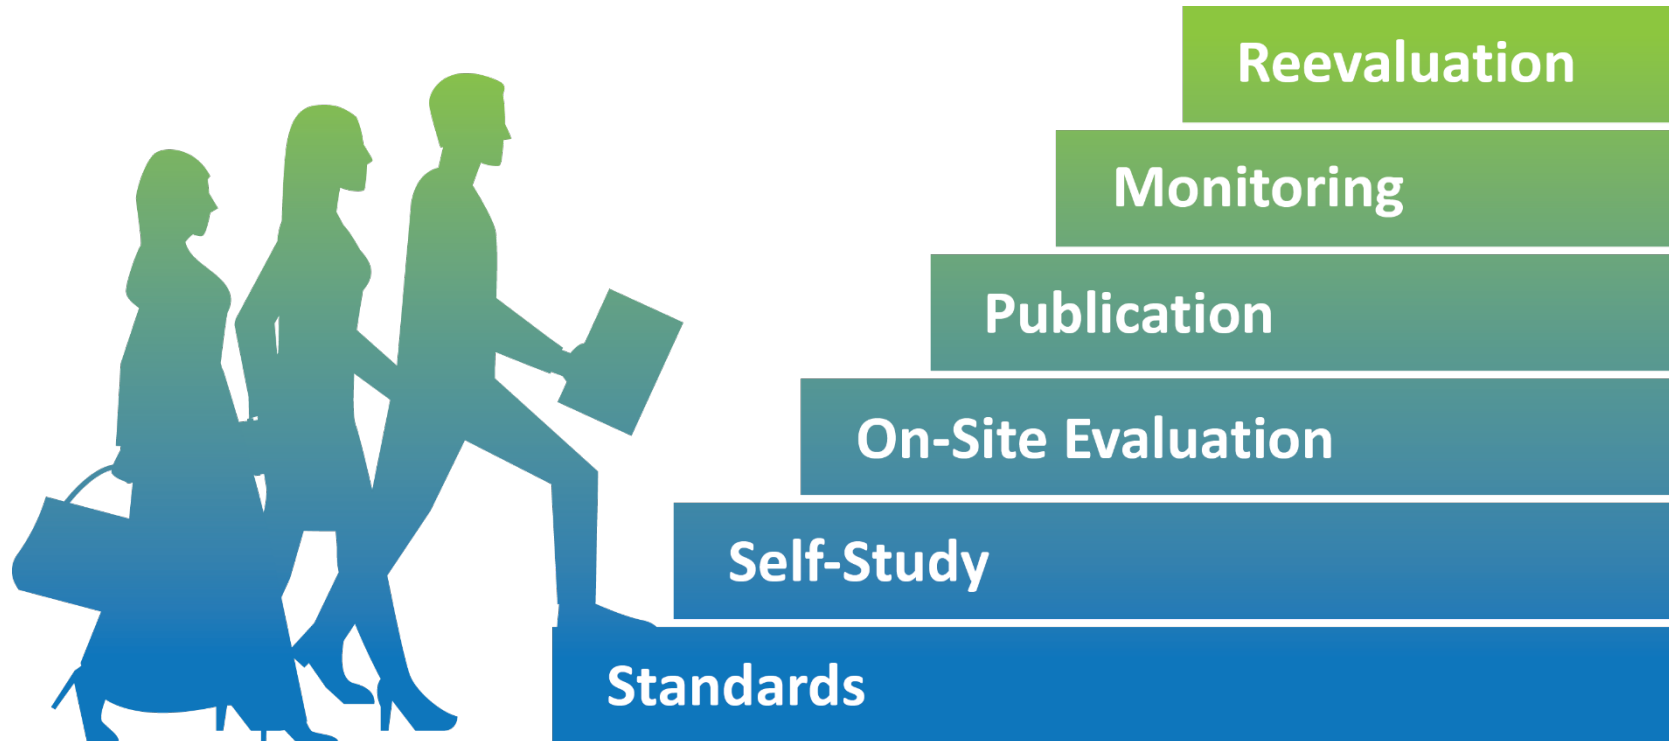 Reevaluation
Monitoring
Publication
On-Site Evaluation
Self-Study
Standards